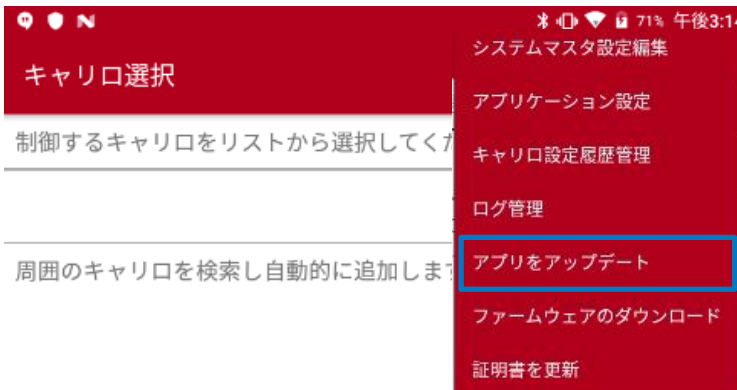 71% 午後3:14
キャリロ選択
制御するキャリロをリストから選択してくだ
周囲のキャリロを検索し自動的に追加します
システムマスタ設定編集
アプリケーション設定
キャリロ設定履歴管理
ログ管理
アプリをアップデート
ファームウェアのダウンロード
証明書を更新